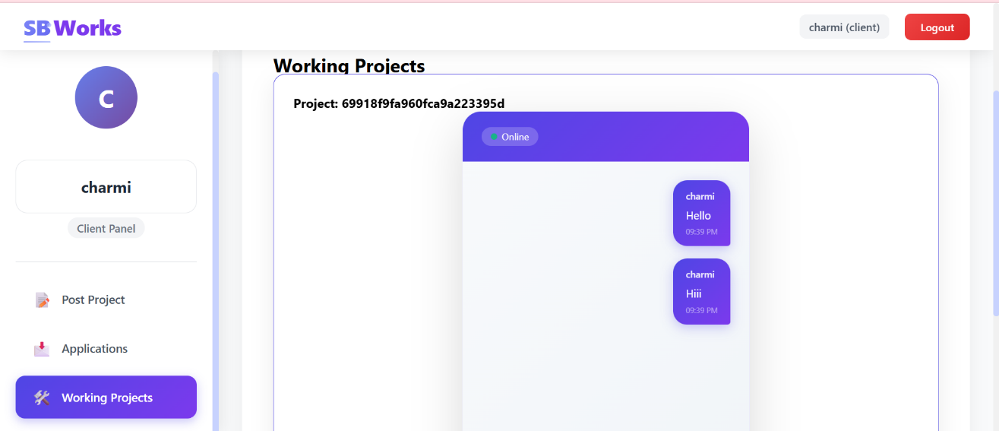 SB Works
charmi (client)
Logout
C
charmi
Client Panel
Post Project
Applications
Working Projects
Working Projects
Project: 69918f9fa960fca9a223395d
Online
charmi
Hello
09:39 PM
charmi
Hiii
09:39 PM